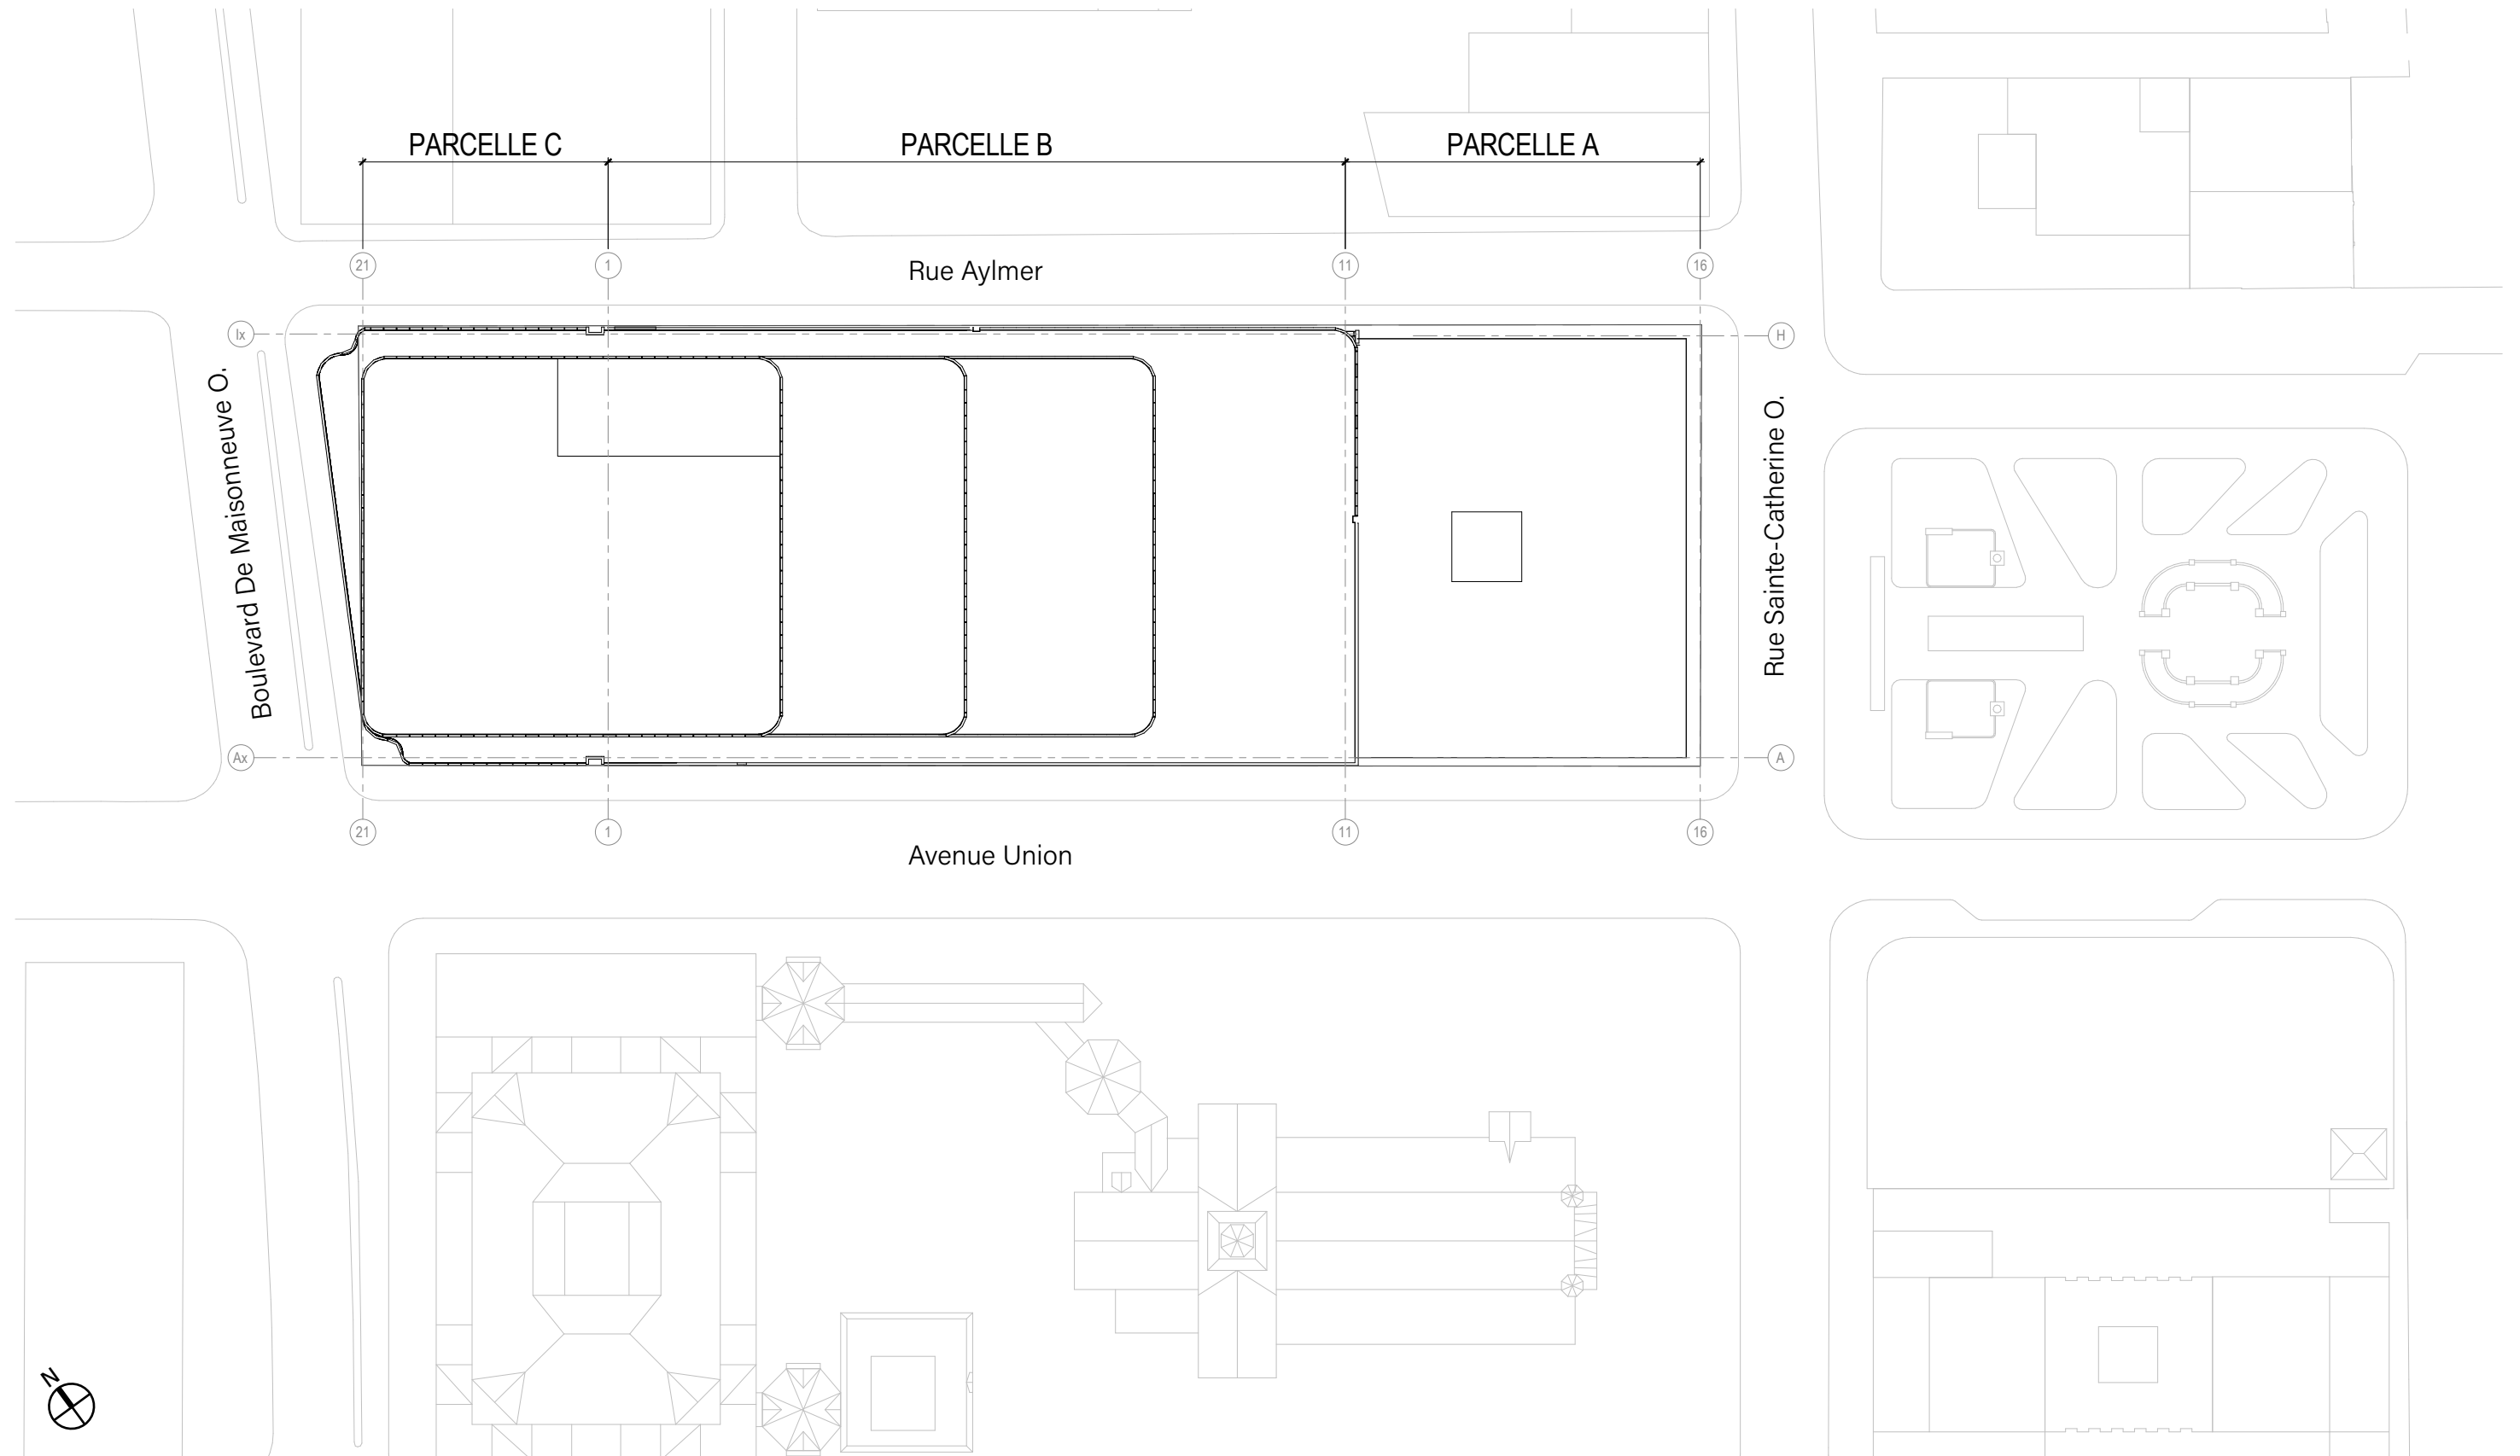 PARCELLE C PARCELLE B PARCELLE A
21 1 11 16
Rue Aylmer
Ix H
Boulevard De Maisonneuve O.
Rue Sainte-Catherine O.
Ax A
21 1 11 16
Avenue Union
N